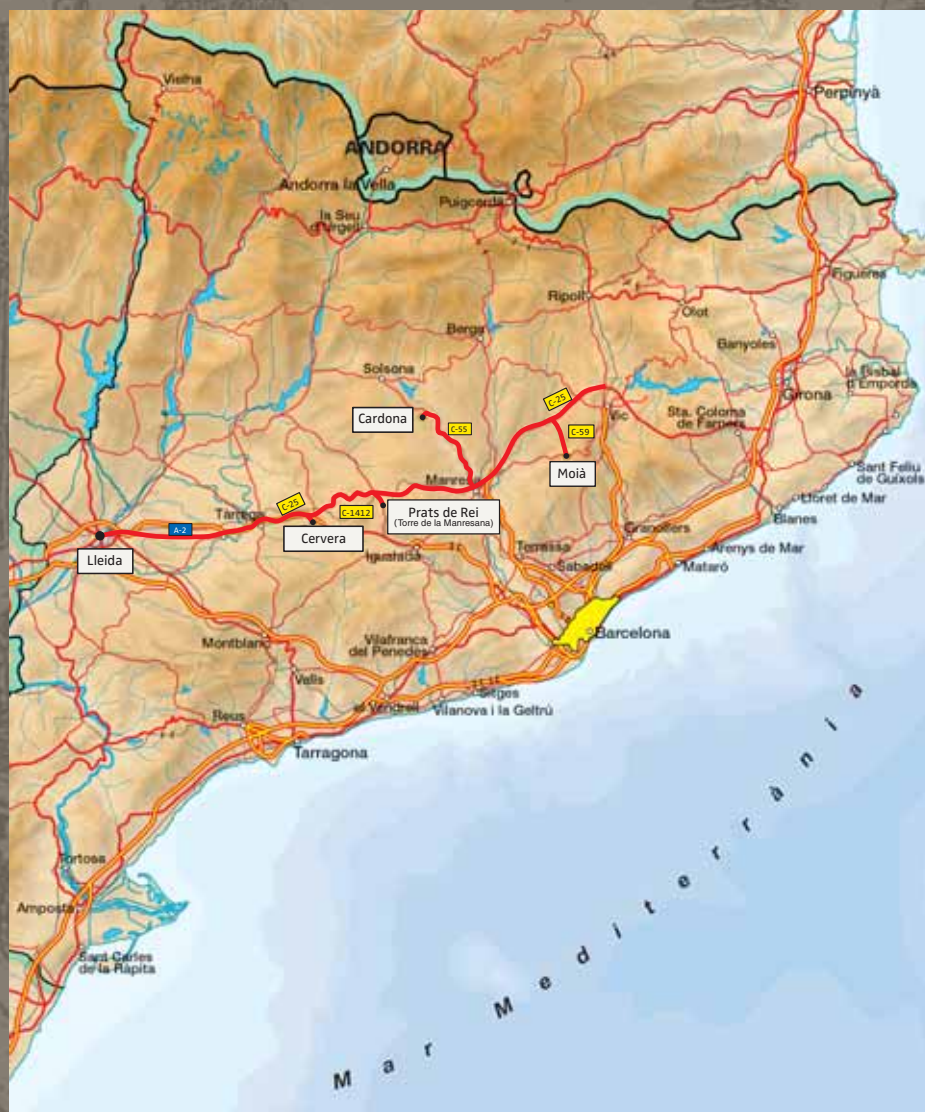 Vielha
Perpinyà
ANDORRA
Andorra la Vella
Puigcerdà
la Seu
d'Urgell
Figueres
Ripoll
Olot
Berga
Banyoles
Solsona
la Bisbal
d'Empordà
Girona
Cardona
C-55
C-25
Vic
Sta. Coloma
de Farners
C-59
Moià
Sant Feliu
de Guíxols
Manresa
Lloret de Mar
Blanes
Tàrrega
C-25
C-1412
Prats de Rei
(Torre de la Manresana)
A-2
Cervera
Lleida
Igualada
Granollers
Terrassa
Sabadell
Arenys de Mar
Mataró
Barcelona
Montblanc
Vilafranca
del Penedès
Valls
Sitges
el Vendrell
Vilanova i la Geltrú
Reus
Tarragona
Tortosa
Amposta
Sant Carles
de la Ràpita
Mar Mediterrània